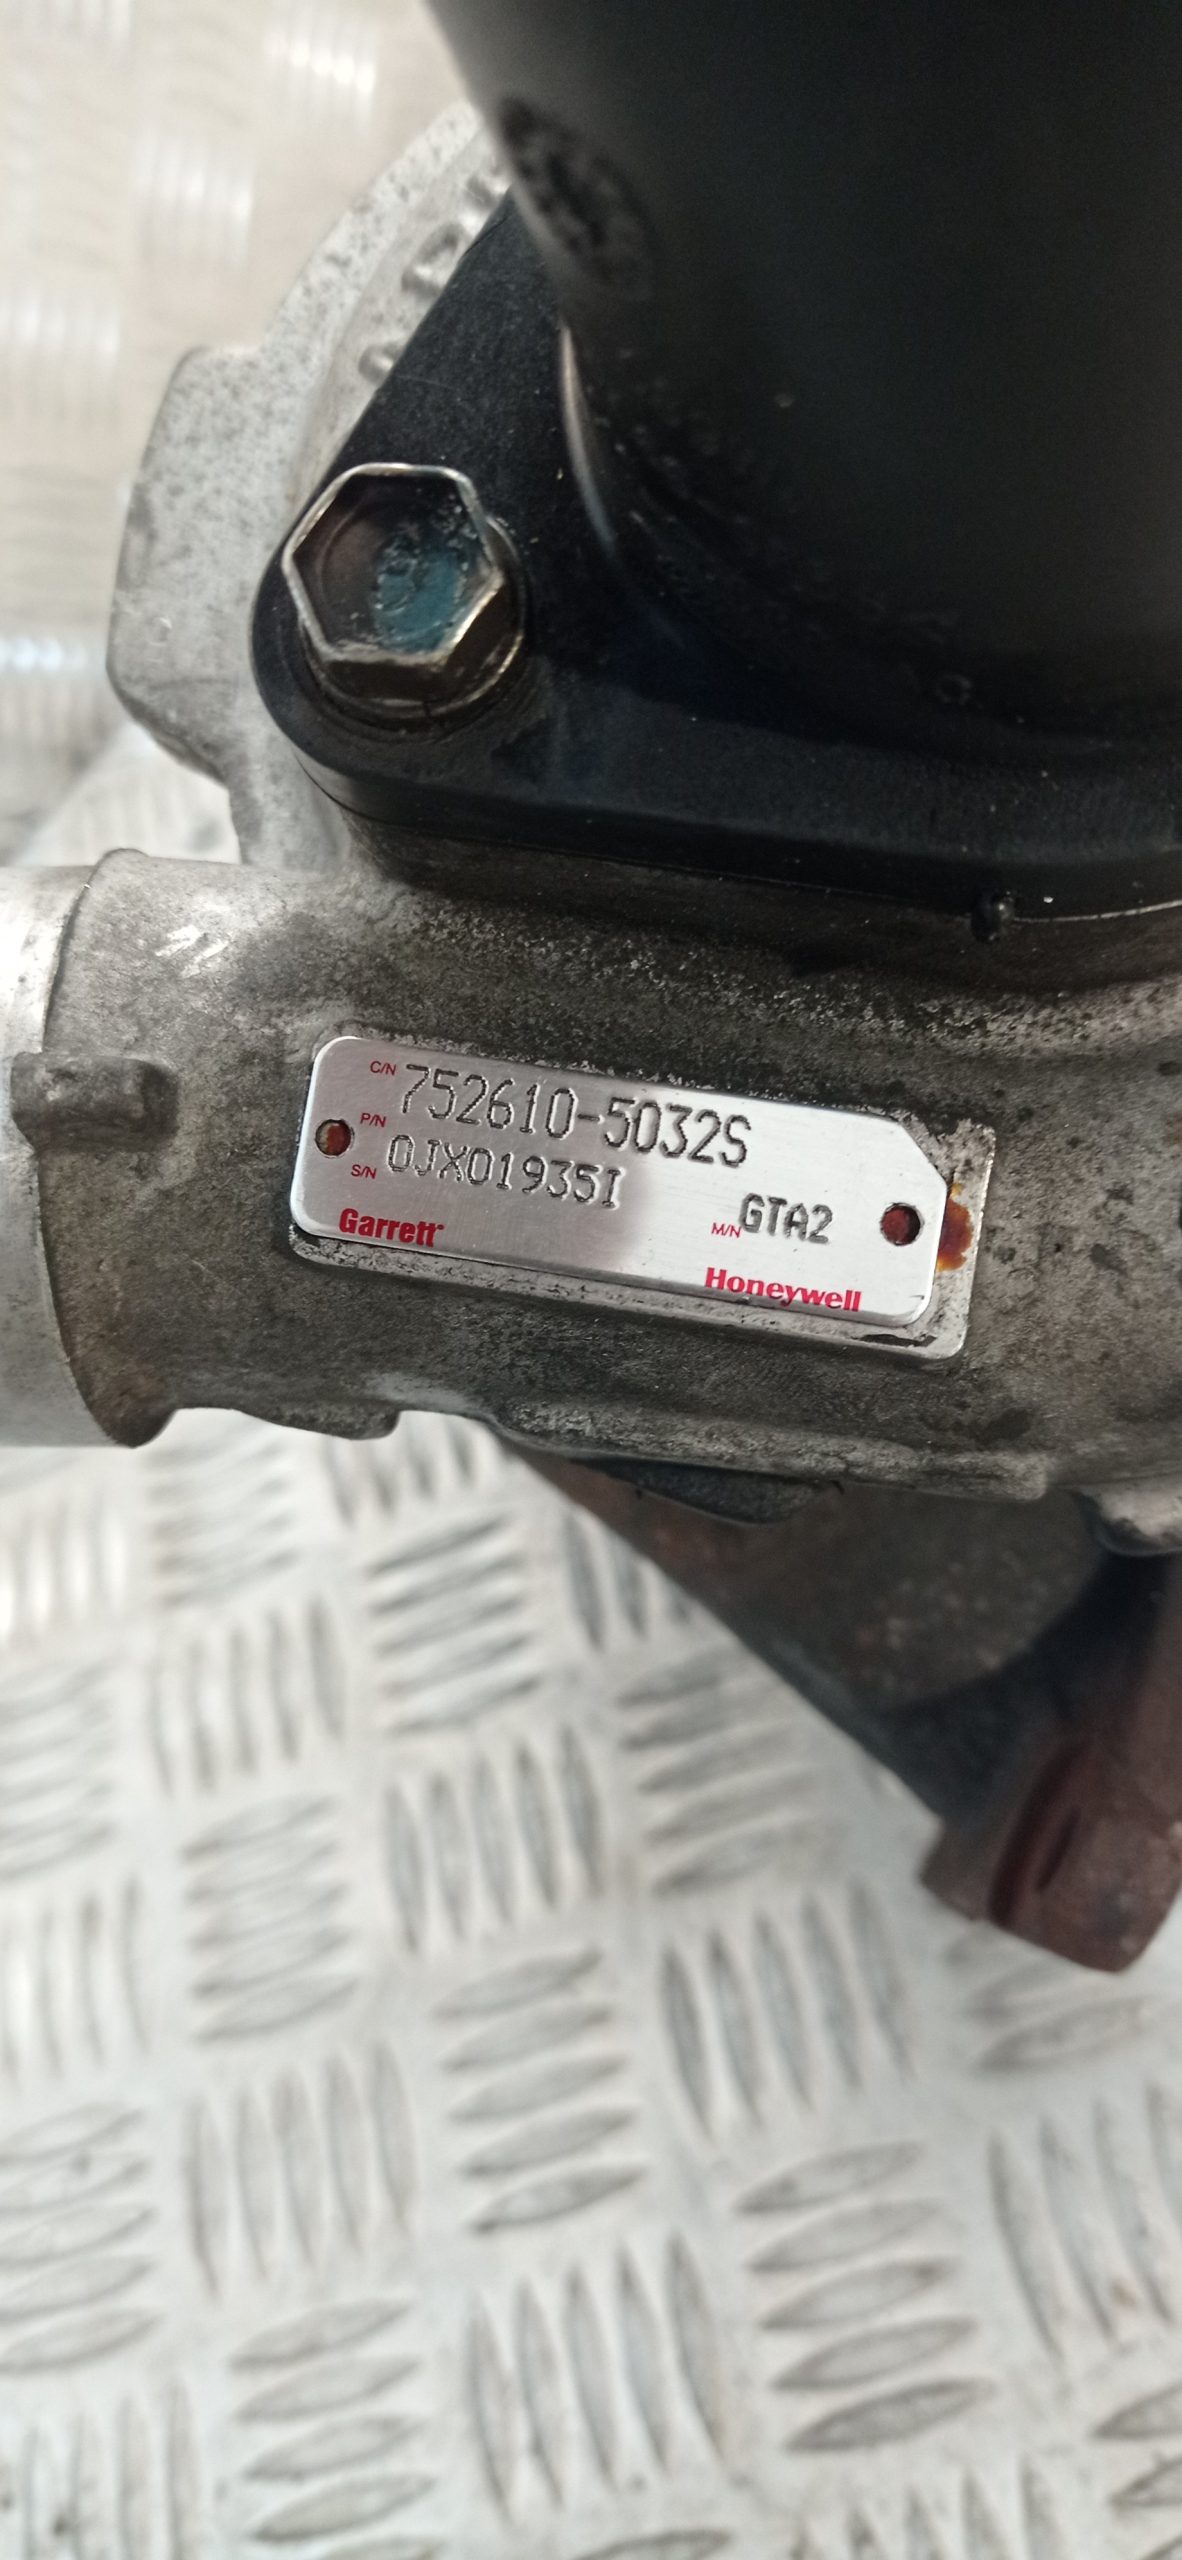 C/N 752610-5032S
P/N
S/N 0JX01935I
M/N GTA2
Garrett
Honeywell